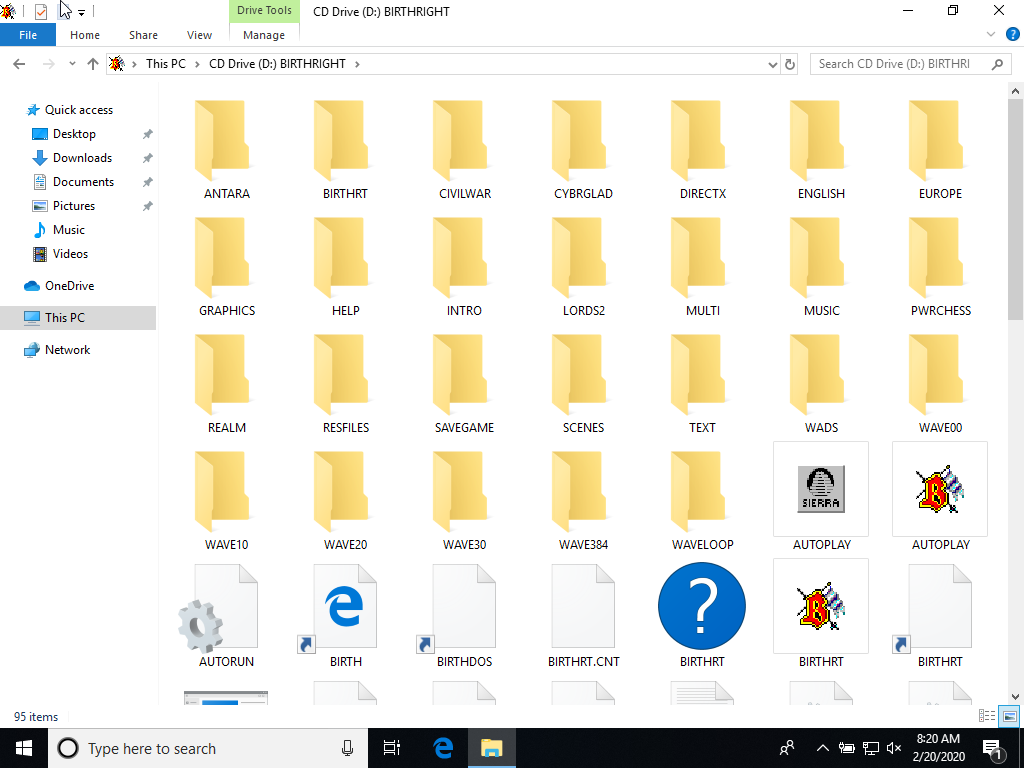 Drive Tools
CD Drive (D:) BIRTHRIGHT
File
Home
Share
View
Manage
This PC
CD Drive (D:) BIRTHRIGHT
Search CD Drive (D:) BIRTHRI
Quick access
Desktop
Downloads
Documents
Pictures
Music
Videos
OneDrive
This PC
Network
ANTARA
BIRTHRT
CIVILWAR
CYBRGLAD
DIRECTX
ENGLISH
EUROPE
GRAPHICS
HELP
INTRO
LORDS2
MULTI
MUSIC
PWRCHESS
REALM
RESFILES
SAVEGAME
SCENES
TEXT
WADS
WAVE00
WAVE10
WAVE20
WAVE30
WAVE384
WAVELOOP
SIERRA
AUTOPLAY
B
AUTOPLAY
AUTORUN
BIRTH
BIRTHDOS
BIRTHRT.CNT
?
BIRTHRT
B
BIRTHRT
BIRTHRT
95 items
Type here to search
8:20 AM
2/20/2020
1